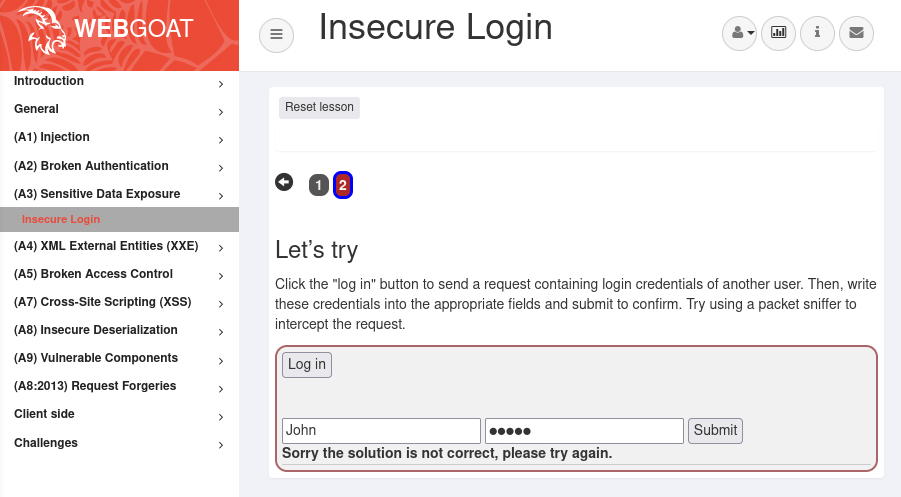 WEBGOAT
Insecure Login
Introduction
General
(A1) Injection
(A2) Broken Authentication
(A3) Sensitive Data Exposure
Insecure Login
(A4) XML External Entities (XXE)
(A5) Broken Access Control
(A7) Cross-Site Scripting (XSS)
(A8) Insecure Deserialization
(A9) Vulnerable Components
(A8:2013) Request Forgeries
Client side
Challenges
Reset lesson
1 2
Let’s try
Click the "log in" button to send a request containing login credentials of another user. Then, write
these credentials into the appropriate fields and submit to confirm. Try using a packet sniffer to
intercept the request.
Log in
John ●●●●● Submit
Sorry the solution is not correct, please try again.